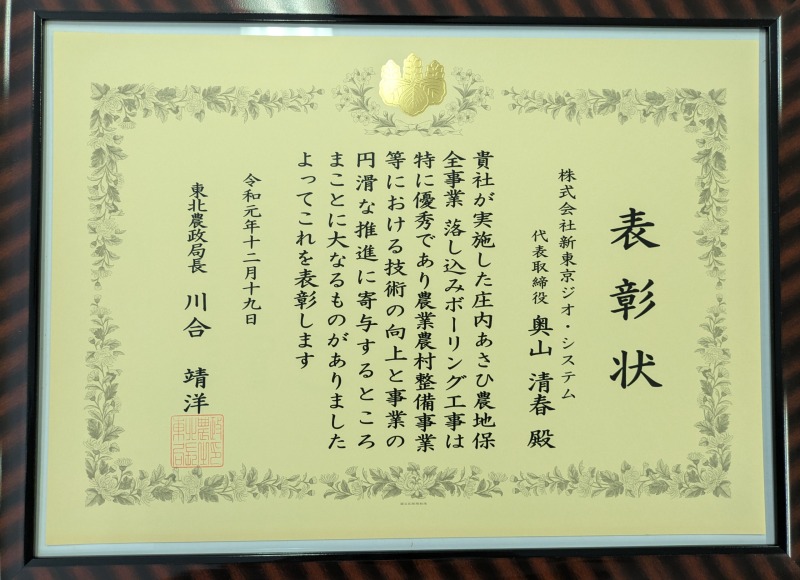 表彰状
株式会社新東京ジオ・システム
代表取締役 奥山 清春 殿
貴社が実施した庄内あさひ農地保
全事業 落し込みボーリング工事は
特に優秀であり農業農村整備事業
等における技術の向上と事業の
円滑な推進に寄与するところ
まことに大なるものがありました
よってこれを表彰します
令和元年十二月十九日
東北農政局長 川合 靖洋